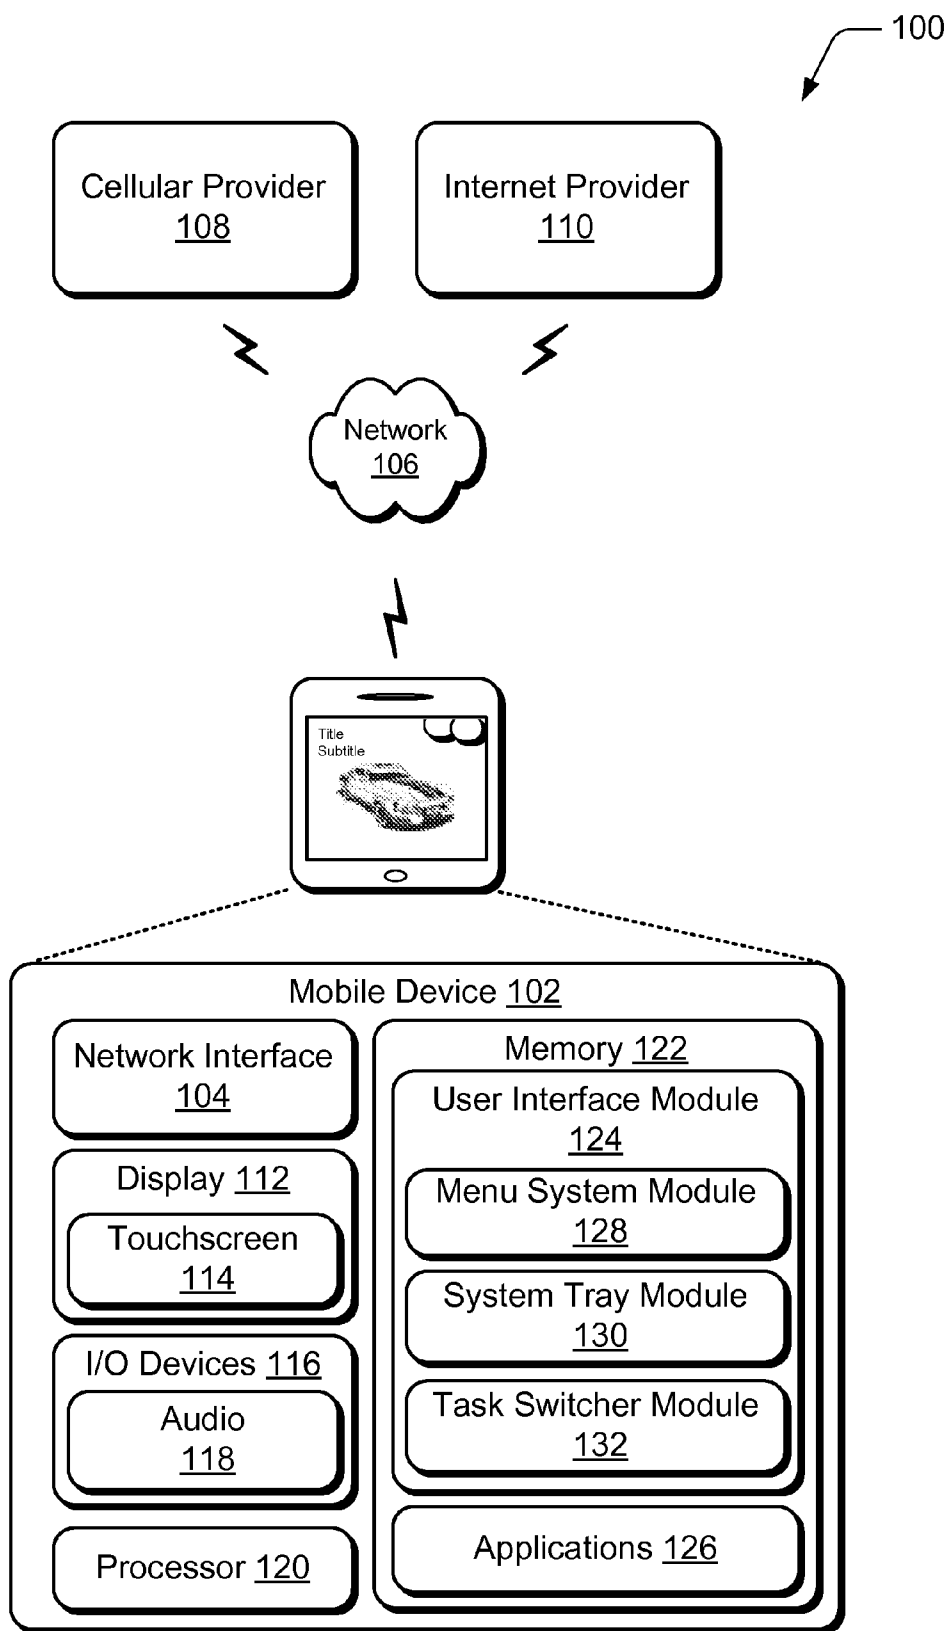 100
Cellular Provider
108
Internet Provider
110
Network
106
Title
Subtitle
Mobile Device 102
Network Interface
104
Display 112
Touchscreen
114
I/O Devices 116
Audio
118
Processor 120
Memory 122
User Interface Module
124
Menu System Module
128
System Tray Module
130
Task Switcher Module
132
Applications 126